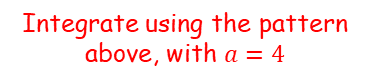 Integrate using the pattern
above, with a = 4